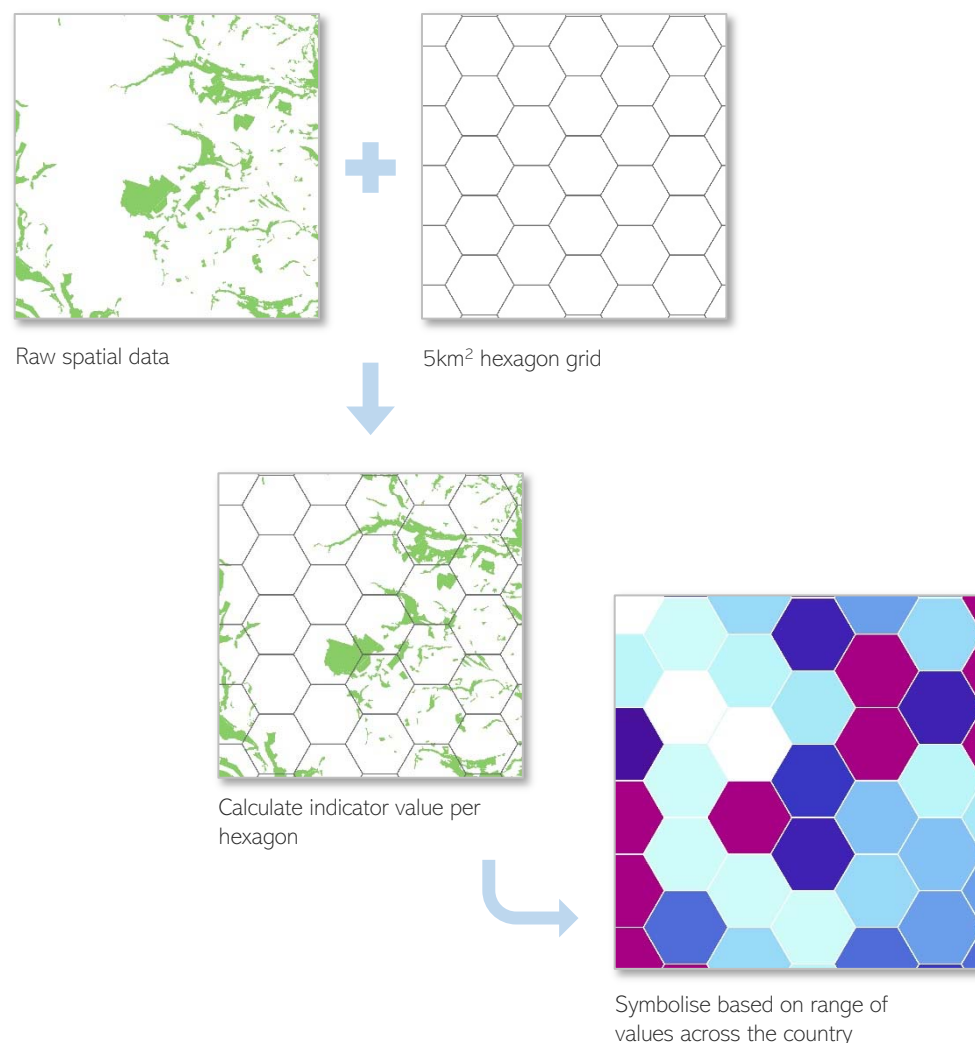 Raw spatial data
5km² hexagon grid
Calculate indicator value per
hexagon
Symbolise based on range of
values across the country